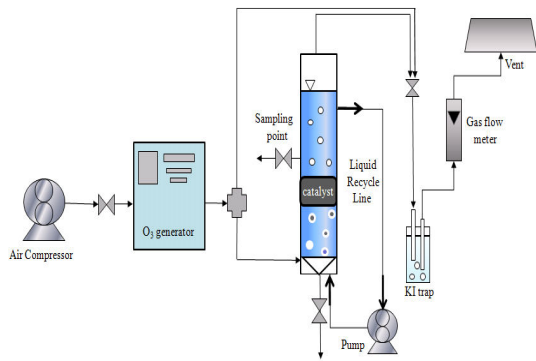 Vent
Gas flow
meter
Sampling
point
Liquid
Recycle
Line
catalyst
O3 generator
Air Compressor
KI trap
Pump